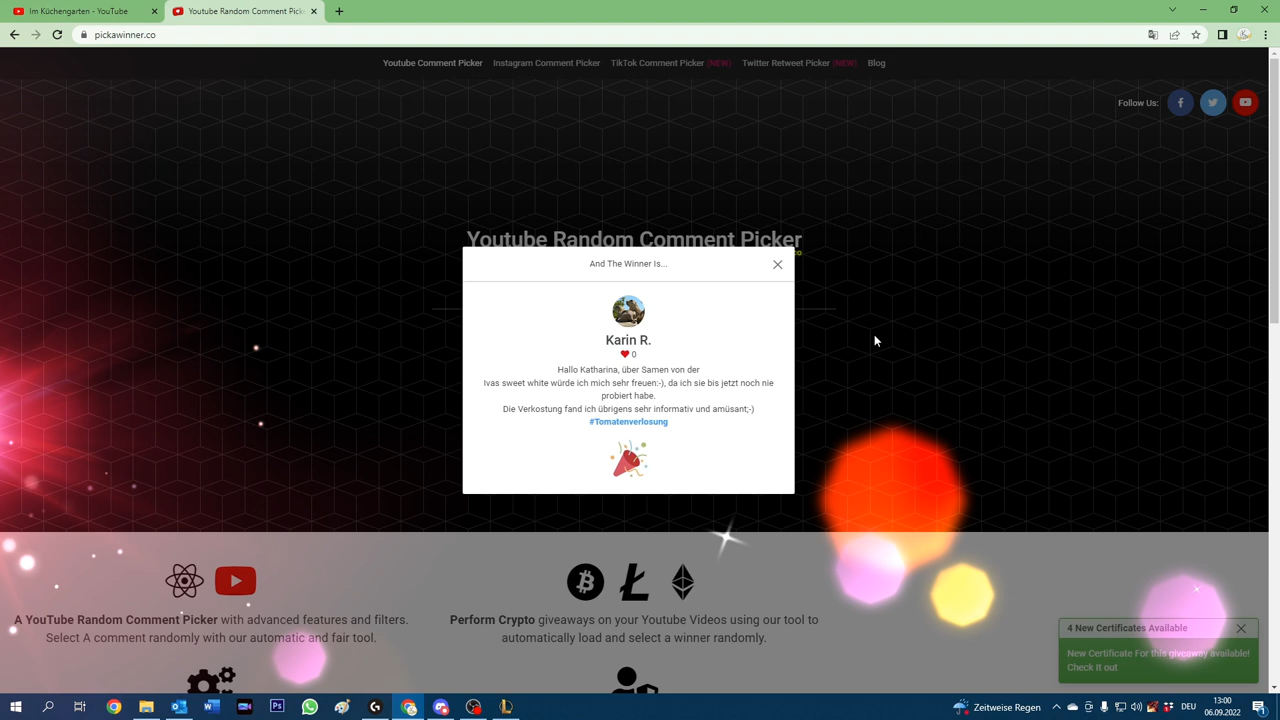 Im Küchengarten - YouTube
Youtube Random Comment Picker -
pickawinner.co
Youtube Comment Picker
Instagram Comment Picker
TikTok Comment Picker (NEW)
Twitter Retweet Picker (NEW)
Blog
Follow Us:
Youtube Random Comment Picker
co
And The Winner Is...
Karin R.
0
Hallo Katharina, über Samen von der
Ivas sweet white würde ich mich sehr freuen:-), da ich sie bis jetzt noch nie
probiert habe.
Die Verkostung fand ich übrigens sehr informativ und amüsant;-)
#Tomatenverlosung
A YouTube Random Comment Picker with advanced features and filters.
Select A comment randomly with our automatic and fair tool.
Perform Crypto giveaways on your Youtube Videos using our tool to
automatically load and select a winner randomly.
4 New Certificates Available
New Certificate For this giveaway available!
Check It out
Zeitweise Regen
DEU
13:00
06.09.2022